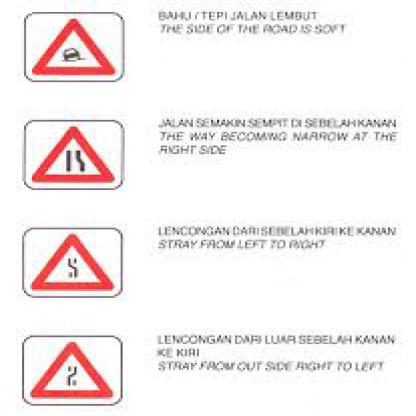 BAHU / TEPI JALAN LEMBUT
THE SIDE OF THE ROAD IS SOFT
JALAN SEMAKIN SEMPIT DI SEBELAH KANAN
THE WAY BECOMING NARROW AT THE
RIGHT SIDE
LENCONGAN DARI SEBELAH KIRI KE KANAN
STRAY FROM LEFT TO RIGHT
LENCONGAN DARI LUAR SEBELAH KANAN
KE KIRI
STRAY FROM OUT SIDE RIGHT TO LEFT